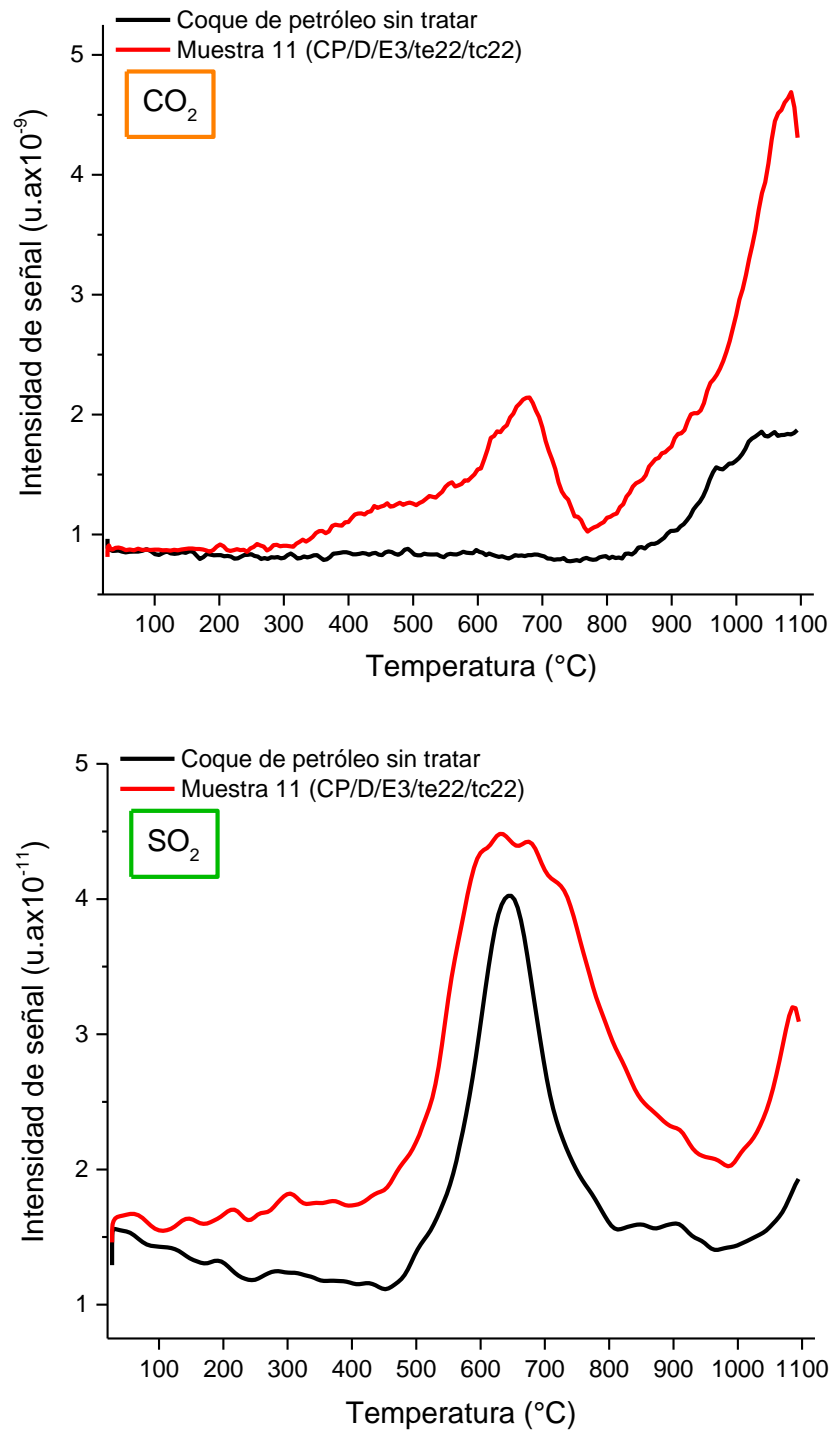 Coque de petróleo sin tratar
Muestra 11 (CP/D/E3/te22/tc22)
CO₂
Intensidad de señal (u.ax10⁻⁹)
5
4
3
2
1
100 200 300 400 500 600 700 800 900 1000 1100
Temperatura (°C)
Coque de petróleo sin tratar
Muestra 11 (CP/D/E3/te22/tc22)
SO₂
Intensidad de señal (u.ax10⁻¹¹)
5
4
3
2
1
100 200 300 400 500 600 700 800 900 1000 1100
Temperatura (°C)